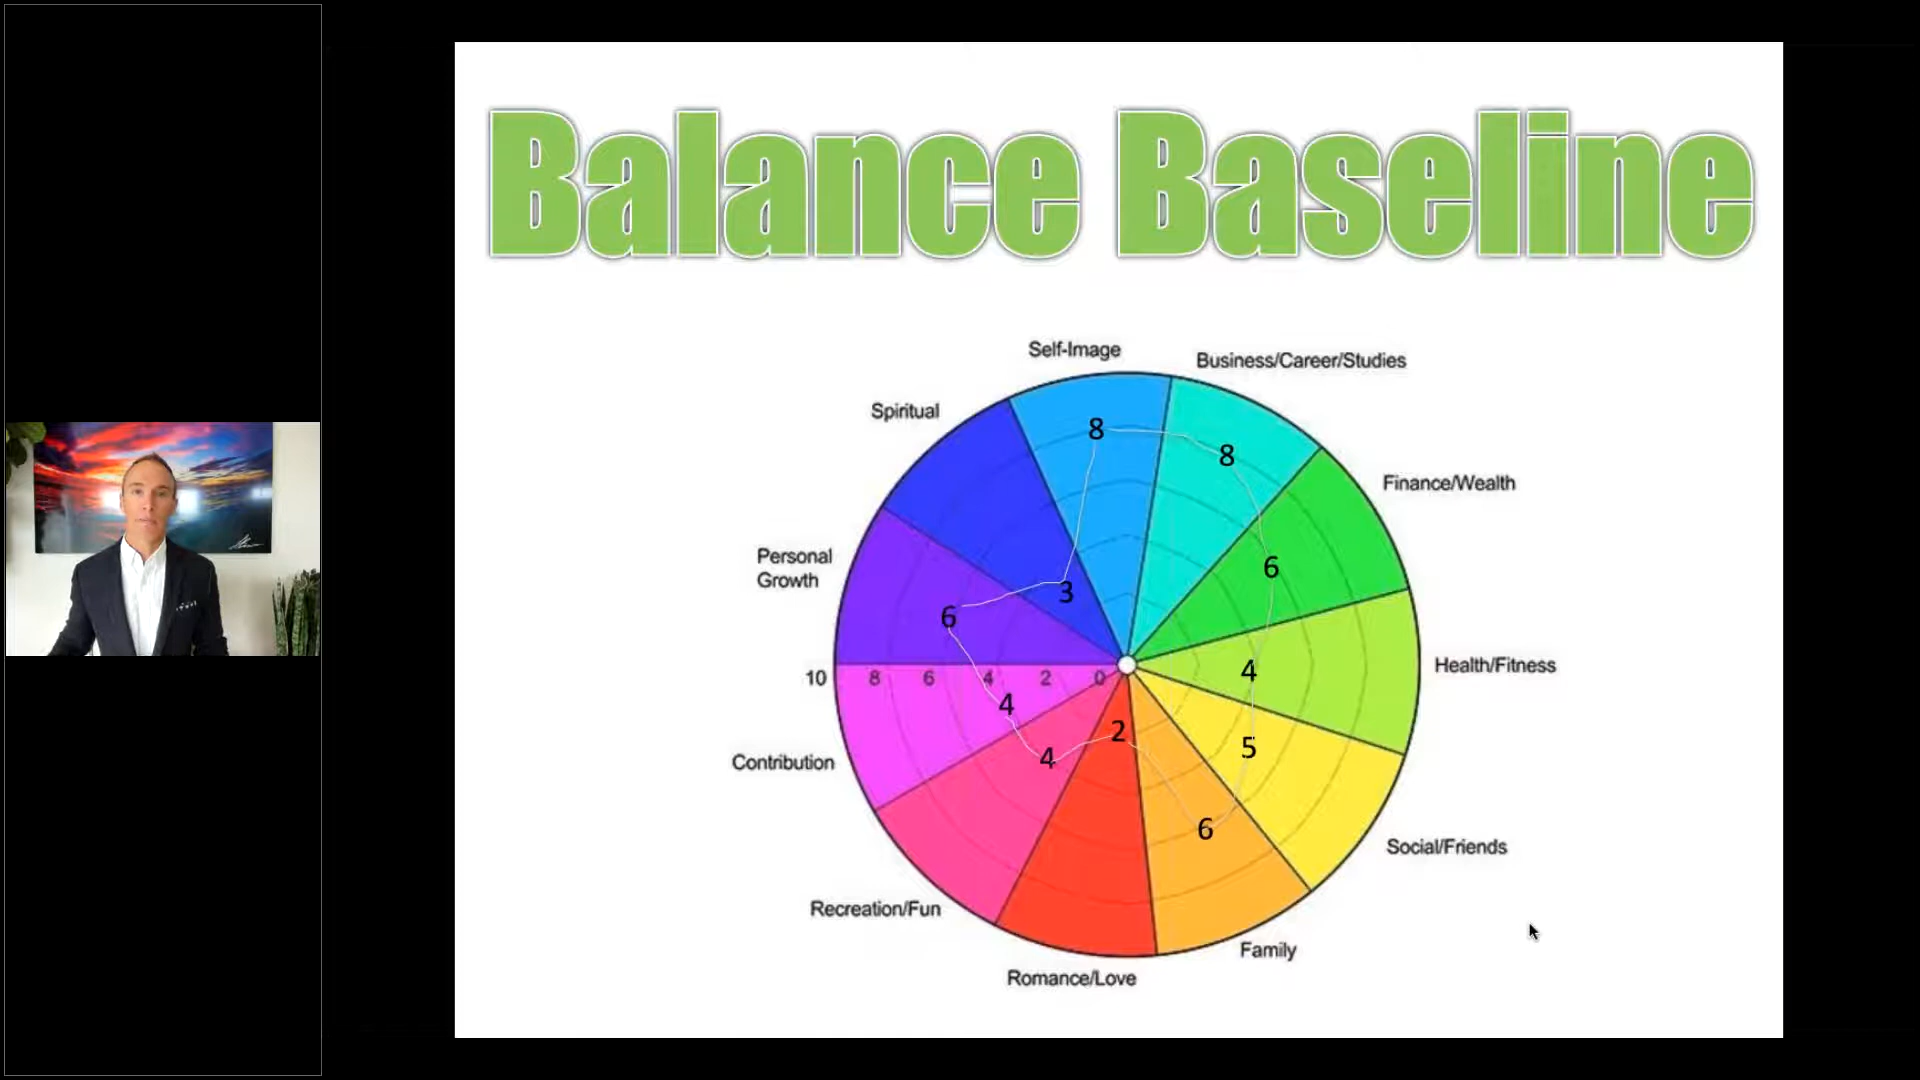 Balance Baseline
Self-Image
Business/Career/Studies
Spiritual
8
8
Finance/Wealth
Personal
Growth
6
3
6
10 8 6 4 2 0
4
Health/Fitness
4
2
5
4
Contribution
6
Social/Friends
Recreation/Fun
Family
Romance/Love